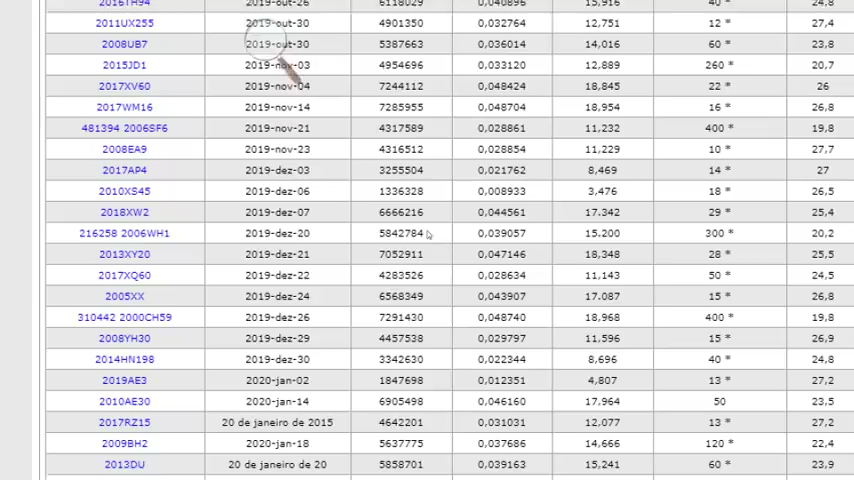 2016TH94 2019-out-26 6118029 0,040896 15,916 40 * 24,8
2011UX255 2019-out-30 4901350 0,032764 12,751 12 * 27,4
2008UB7 2019-out-30 5387663 0,036014 14,016 60 * 23,8
2015JD1 2019-nov-03 4954696 0,033120 12,889 260 * 20,7
2017XV60 2019-nov-04 7244112 0,048424 18,845 22 * 26
2017WM16 2019-nov-14 7285955 0,048704 18,954 16 * 26,8
481394 2006SF6 2019-nov-21 4317589 0,028861 11,232 400 * 19,8
2008EA9 2019-nov-23 4316512 0,028854 11,229 10 * 27,7
2017AP4 2019-dez-03 3255504 0,021762 8,469 14 * 27
2010XS45 2019-dez-06 1336328 0,008933 3,476 18 * 26,5
2018XW2 2019-dez-07 6666216 0,044561 17.342 29 * 25,4
216258 2006WH1 2019-dez-20 5842784 0,039057 15.200 300 * 20,2
2013XY20 2019-dez-21 7052911 0,047146 18,348 28 * 25,5
2017XQ60 2019-dez-22 4283526 0,028634 11,143 50 * 24,5
2005XX 2019-dez-24 6568349 0,043907 17.087 15 * 26,8
310442 2000CH59 2019-dez-26 7291430 0,048740 18,968 400 * 19,8
2008YH30 2019-dez-29 4457538 0,029797 11,596 15 * 26,9
2014HN198 2019-dez-30 3342630 0,022344 8,696 40 * 24,8
2019AE3 2020-jan-02 1847698 0,012351 4,807 13 * 27,2
2010AE30 2020-jan-14 6905498 0,046160 17,964 50 23,5
2017RZ15 20 de janeiro de 2015 4642201 0,031031 12,077 13 * 27,2
2009BH2 2020-jan-18 5637775 0,037686 14,666 120 * 22,4
2013DU 20 de janeiro de 20 5858701 0,039163 15,241 60 * 23,9